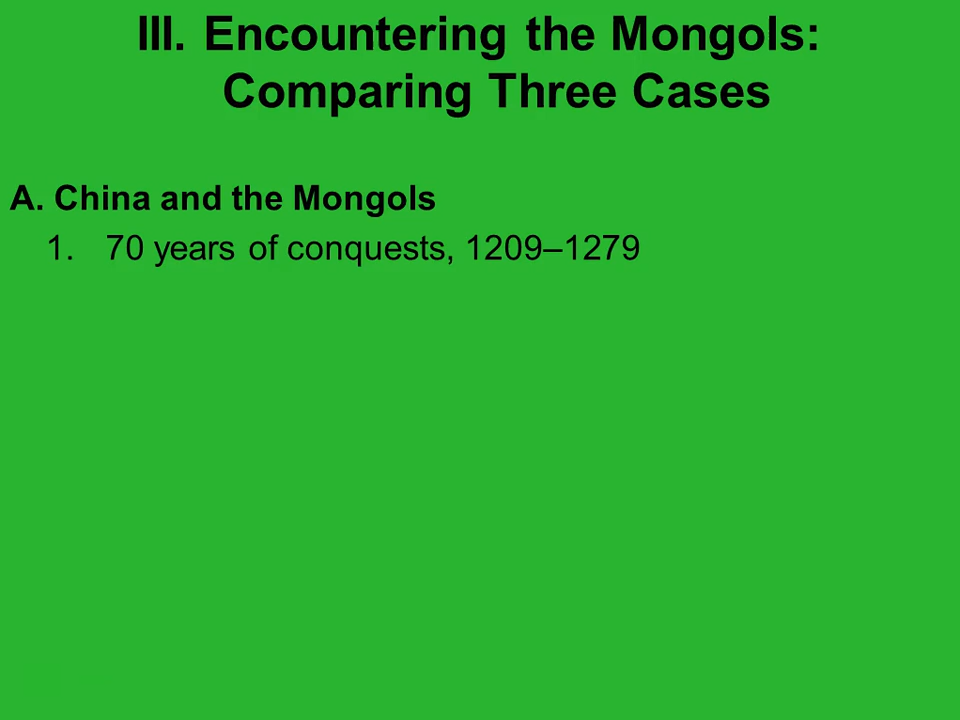 III. Encountering the Mongols:
Comparing Three Cases
A. China and the Mongols
1. 70 years of conquests, 1209–1279